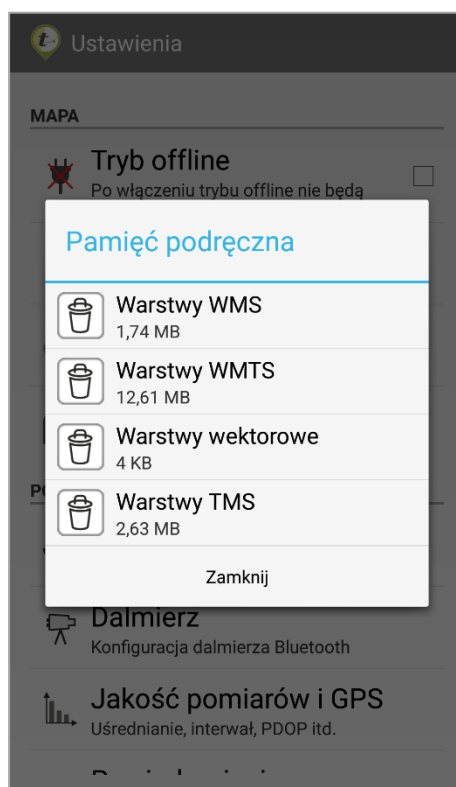 Ustawienia
MAPA
Tryb offline
Po włączeniu trybu offline nie będą
Pamięć podręczna
Warstwy WMS
1,74 MB
Warstwy WMTS
12,61 MB
Warstwy wektorowe
4 KB
Warstwy TMS
2,63 MB
Zamknij
Dalmierz
Konfiguracja dalmierza Bluetooth
Jakość pomiarów i GPS
Uśrednianie, interwał, PDOP itd.